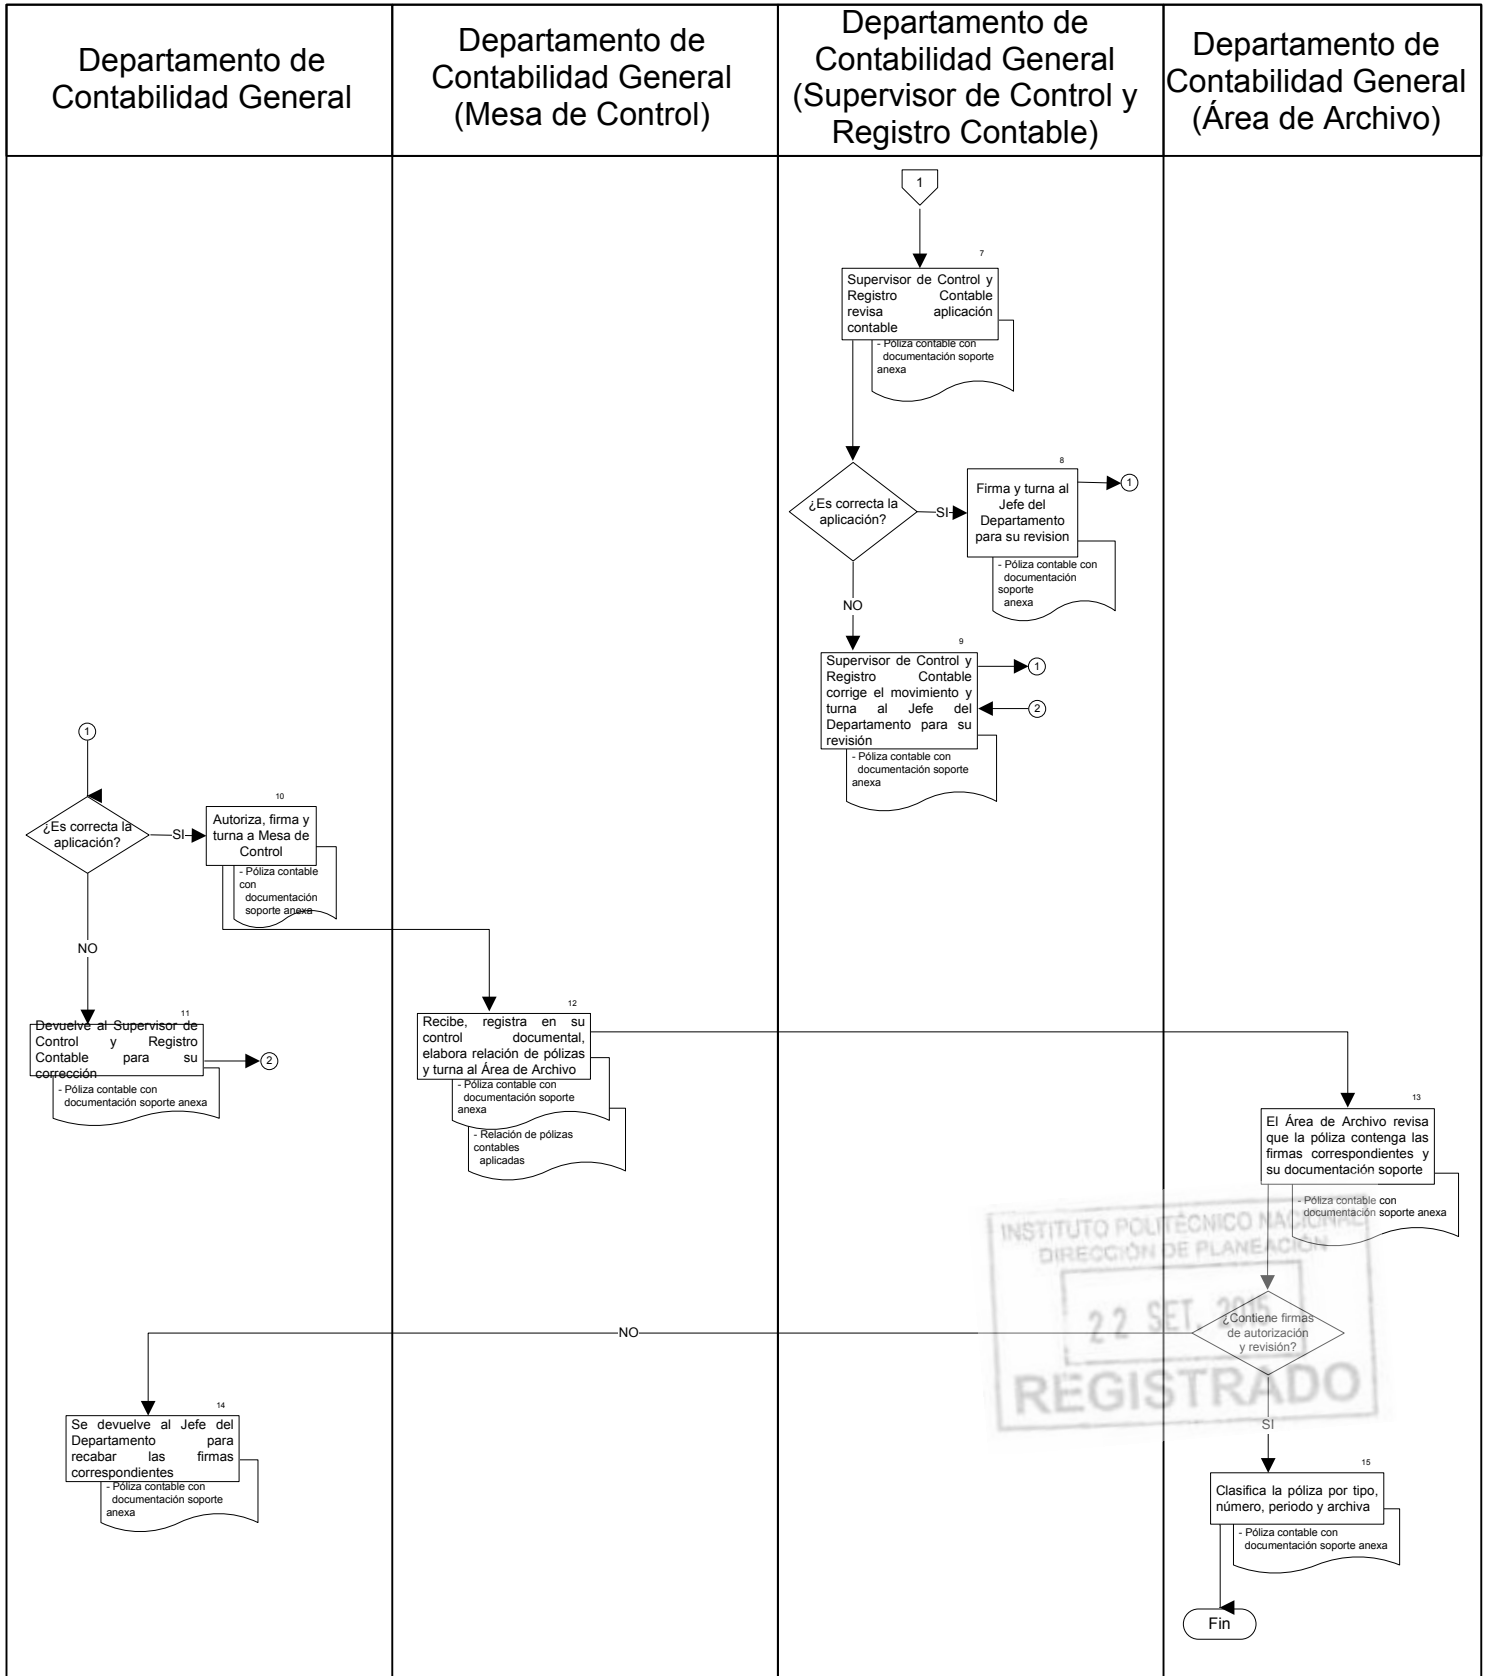 Departamento de
Contabilidad General
Departamento de
Contabilidad General
(Mesa de Control)
Departamento de
Contabilidad General
(Supervisor de Control y
Registro Contable)
Departamento de
Contabilidad General
(Área de Archivo)
1
7
Supervisor de Control y
Registro Contable
revisa aplicación
contable
- Póliza contable con
documentación soporte
anexa
¿Es correcta la
aplicación?
SI
8
Firma y turna al
Jefe del
Departamento
para su revision
1
- Póliza contable con
documentación
soporte
anexa
NO
9
Supervisor de Control y
Registro Contable
corrige el movimiento y
turna al Jefe del
Departamento para su
revisión
1
2
- Póliza contable con
documentación soporte
anexa
1
¿Es correcta la
aplicación?
SI
10
Autoriza, firma y
turna a Mesa de
Control
- Póliza contable
con
documentación
soporte anexa
NO
11
Devuelve al Supervisor de
Control y Registro
Contable para su
corrección
2
- Póliza contable con
documentación soporte anexa
12
Recibe, registra en su
control documental,
elabora relación de pólizas
y turna al Área de Archivo
- Póliza contable con
documentación soporte
anexa
- Relación de pólizas
contables
aplicadas
13
El Área de Archivo revisa
que la póliza contenga las
firmas correspondientes y
su documentación soporte
- Póliza contable con
documentación soporte anexa
INSTITUTO POLITÉCNICO NACIONAL
DIRECCIÓN DE PLANEACIÓN
22 SET. 2015
REGISTRADO
¿Contiene firmas
de autorización
y revisión?
NO
SI
14
Se devuelve al Jefe del
Departamento para
recabar las firmas
correspondientes
- Póliza contable con
documentación soporte
anexa
15
Clasifica la póliza por tipo,
número, periodo y archiva
- Póliza contable con
documentación soporte anexa
Fin